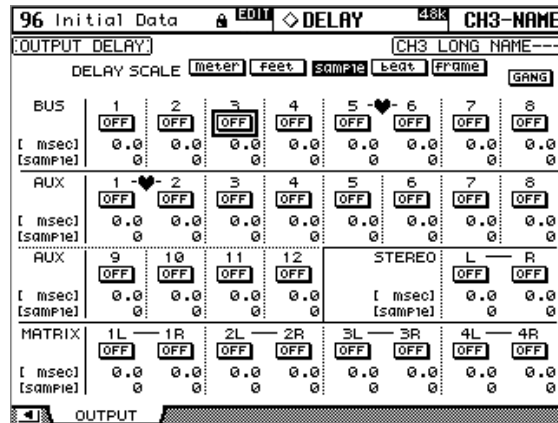 96 Initial Data EDIT DELAY 48K CH3-NAME
OUTPUT DELAY CH3 LONG NAME---
DELAY SCALE meter feet sample beat frame GANG
BUS 1 2 3 4 5 - - 6 7 8
OFF OFF OFF OFF OFF OFF OFF OFF
[ msec] 0.0 0.0 0.0 0.0 0.0 0.0 0.0 0.0
[sample] 0 0 0 0 0 0 0 0
AUX 1 - - 2 3 4 5 6 7 8
OFF OFF OFF OFF OFF OFF OFF OFF
[ msec] 0.0 0.0 0.0 0.0 0.0 0.0 0.0 0.0
[sample] 0 0 0 0 0 0 0 0
AUX 9 10 11 12 STEREO L — R
OFF OFF OFF OFF OFF OFF
[ msec] 0.0 0.0 0.0 0.0 [ msec] 0.0 0.0
[sample] 0 0 0 0 [sample] 0 0
MATRIX 1L — 1R 2L — 2R 3L — 3R 4L — 4R
OFF OFF OFF OFF OFF OFF OFF OFF
[ msec] 0.0 0.0 0.0 0.0 0.0 0.0 0.0 0.0
[sample] 0 0 0 0 0 0 0 0
OUTPUT